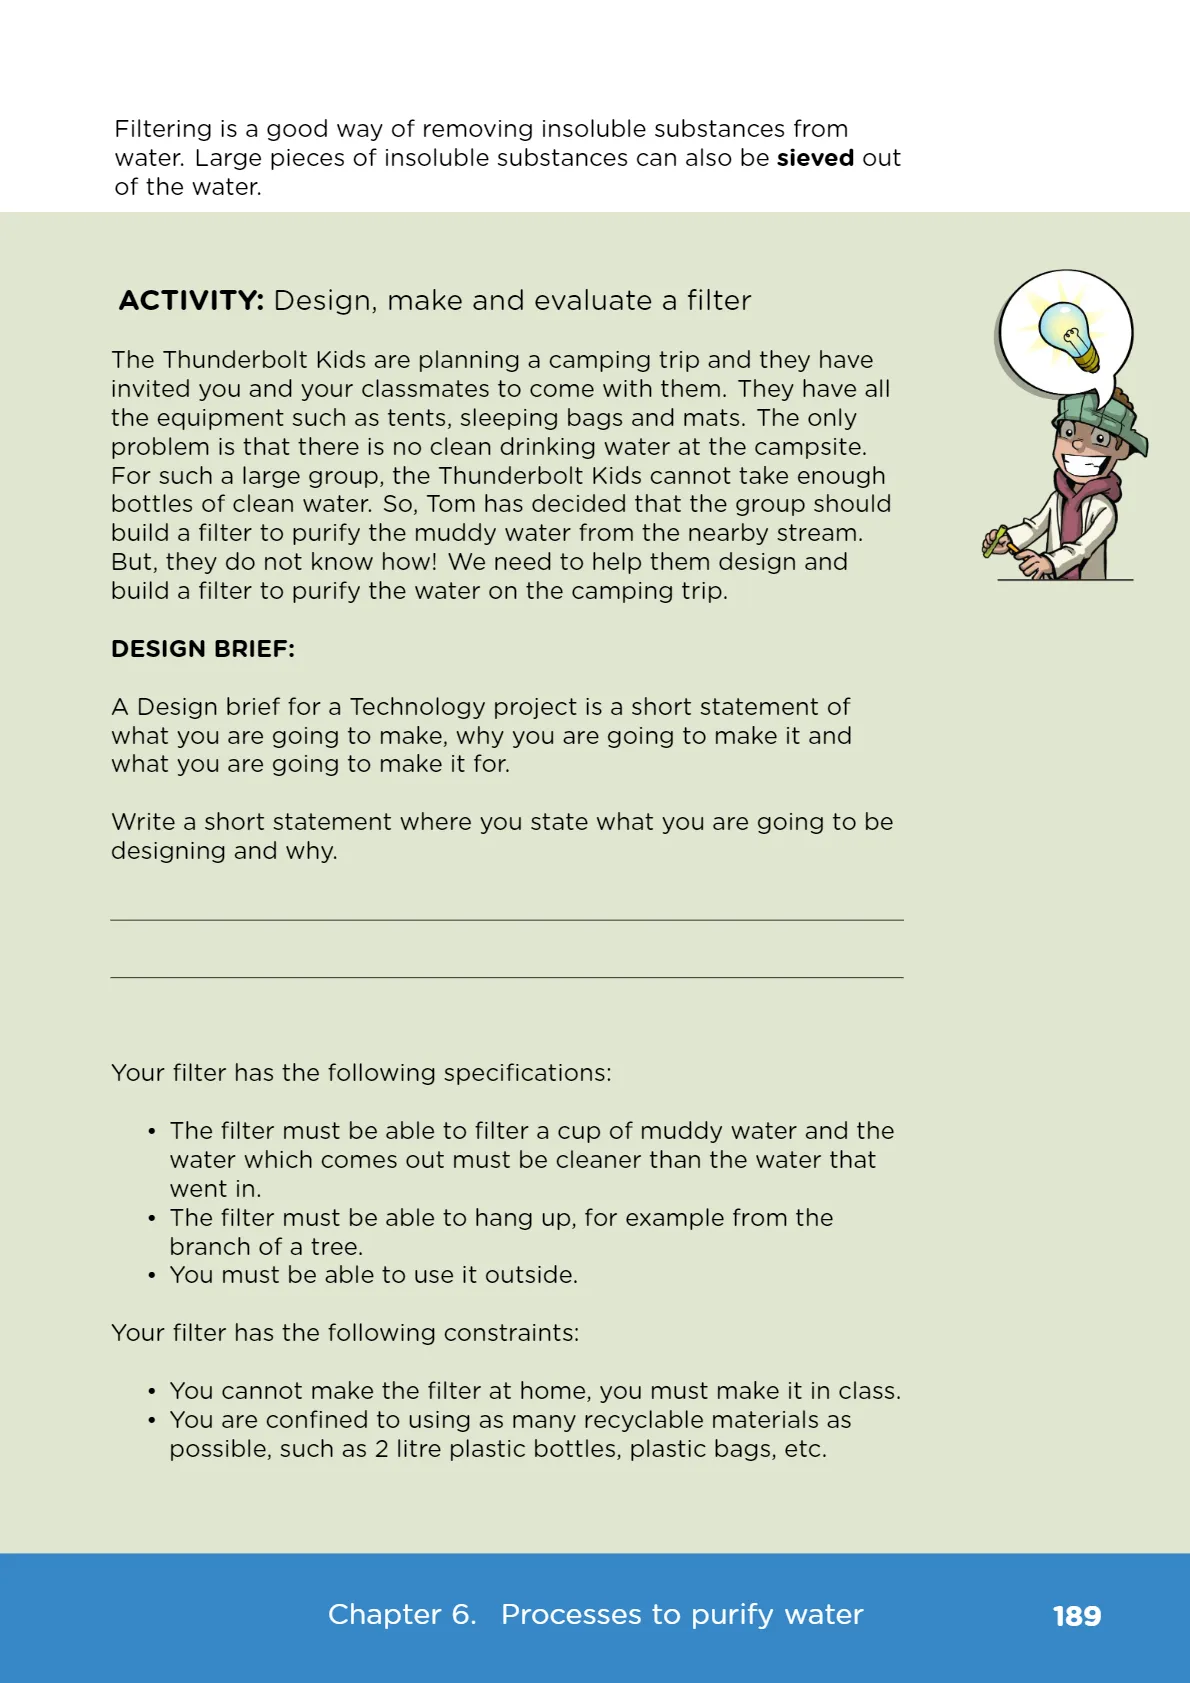 Filtering is a good way of removing insoluble substances from
water. Large pieces of insoluble substances can also be sieved out
of the water.
ACTIVITY: Design, make and evaluate a filter
The Thunderbolt Kids are planning a camping trip and they have
invited you and your classmates to come with them. They have all
the equipment such as tents, sleeping bags and mats. The only
problem is that there is no clean drinking water at the campsite.
For such a large group, the Thunderbolt Kids cannot take enough
bottles of clean water. So, Tom has decided that the group should
build a filter to purify the muddy water from the nearby stream.
But, they do not know how! We need to help them design and
build a filter to purify the water on the camping trip.
DESIGN BRIEF:
A Design brief for a Technology project is a short statement of
what you are going to make, why you are going to make it and
what you are going to make it for.
Write a short statement where you state what you are going to be
designing and why.
Your filter has the following specifications:
• The filter must be able to filter a cup of muddy water and the
water which comes out must be cleaner than the water that
went in.
• The filter must be able to hang up, for example from the
branch of a tree.
• You must be able to use it outside.
Your filter has the following constraints:
• You cannot make the filter at home, you must make it in class.
• You are confined to using as many recyclable materials as
possible, such as 2 litre plastic bottles, plastic bags, etc.
Chapter 6. Processes to purify water 189